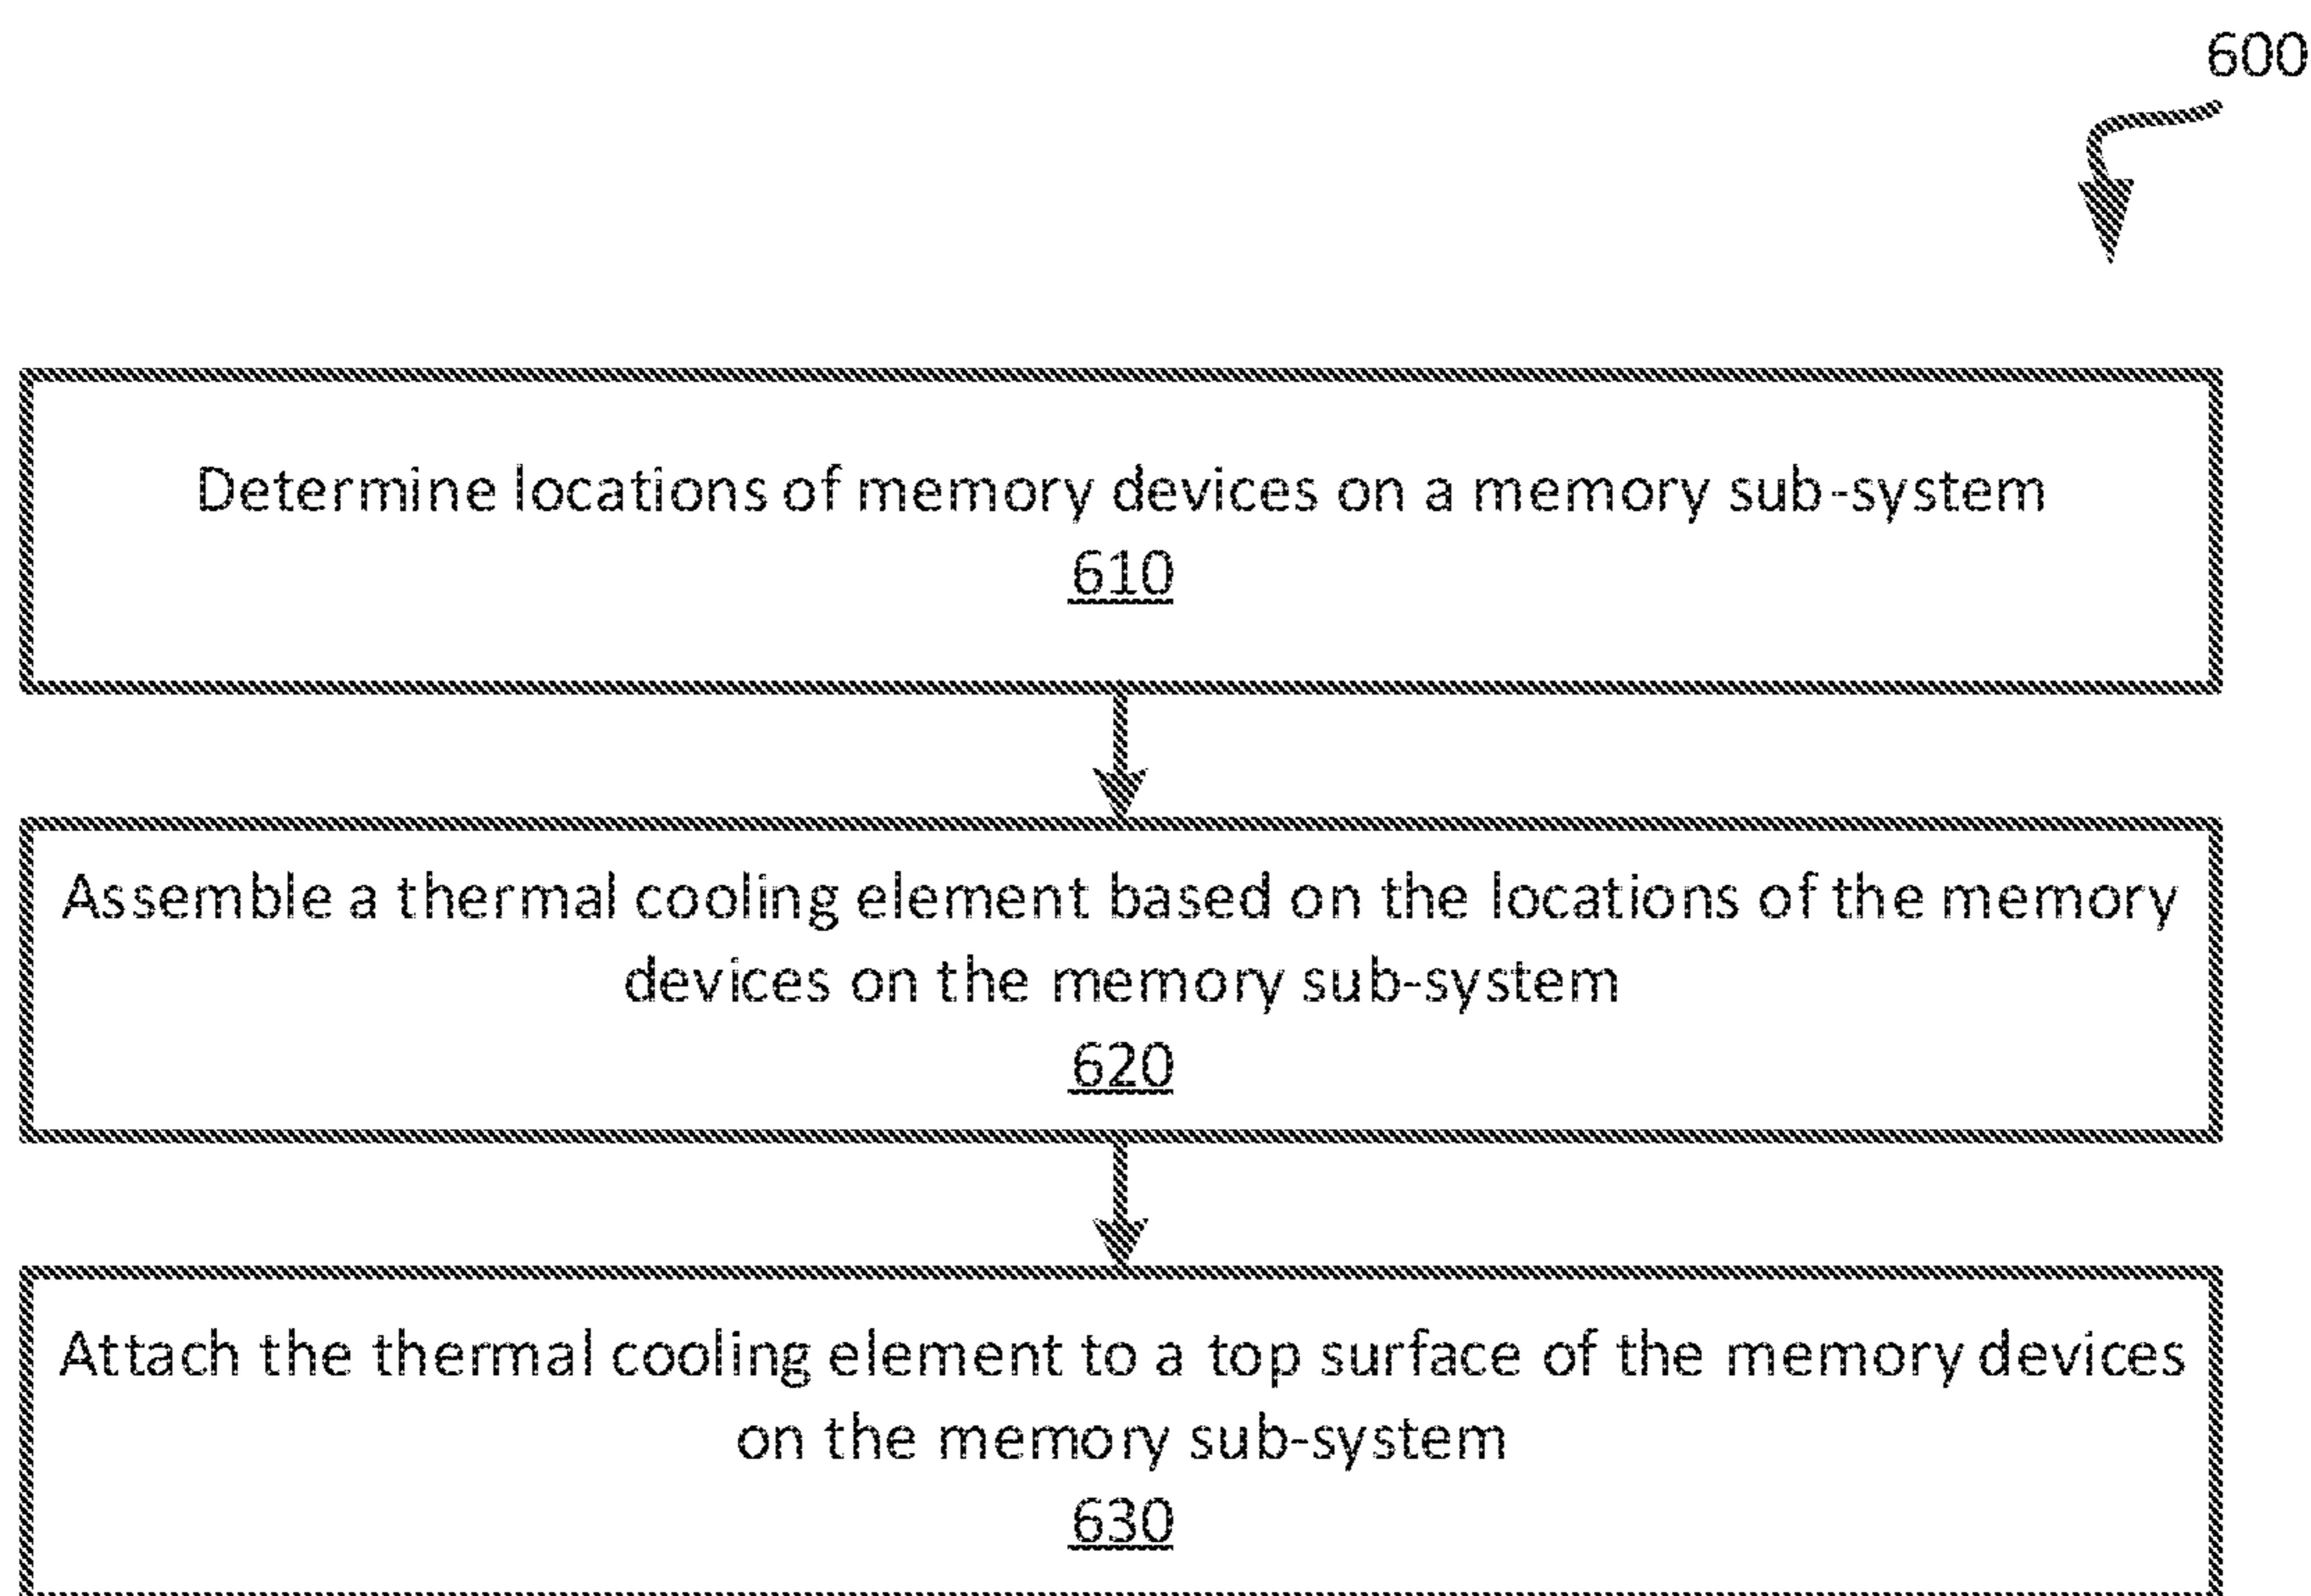 600
Determine locations of memory devices on a memory sub-system
610
Assemble a thermal cooling element based on the locations of the memory
devices on the memory sub-system
620
Attach the thermal cooling element to a top surface of the memory devices
on the memory sub-system
630